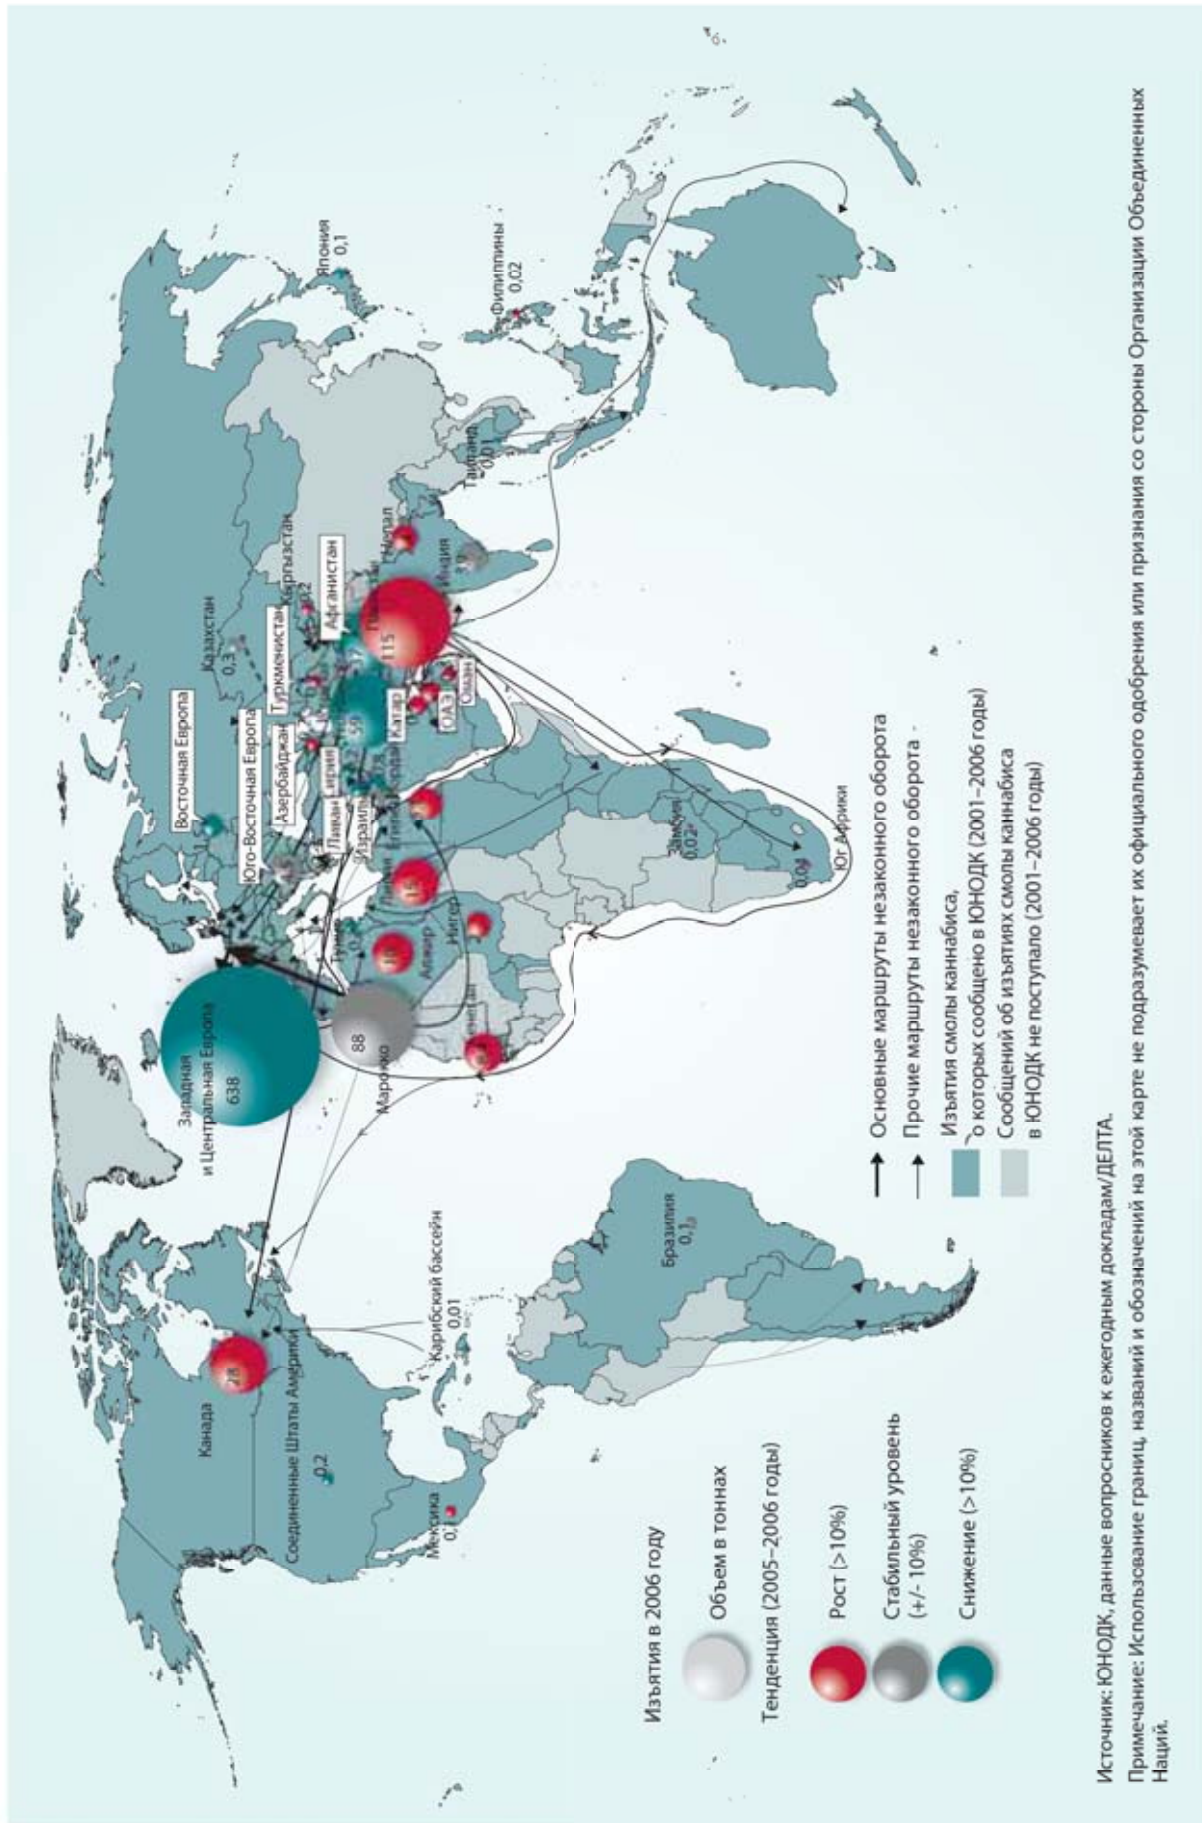 Западная
и Центральная Европа
638
Восточная Европа
Юго-Восточная Европа
Казахстан
0,3
Кыргызстан
Туркменистан
Азербайджан
Афганистан
Непал
Индия
115
59
Катар
ОАЭ
Оман
Сирия
Ливан
Израиль
Египет
Алжир
Нигер
Марокко
88
Канада
28
Соединенные Штаты Америки
0,2
Мексика
Карибский бассейн
0,01
Бразилия
0,1
Замбия
0,02
Юг Африки
Таиланд
0,01
Филиппины
0,02
Япония
0,1
Изъятия в 2006 году
Объем в тоннах
Тенденция (2005–2006 годы)
Рост (>10%)
Стабильный уровень
(+/- 10%)
Снижение (>10%)
Основные маршруты незаконного оборота
Прочие маршруты незаконного оборота
Изъятия смолы каннабиса,
о которых сообщено в ЮНОДК (2001–2006 годы)
Сообщений об изъятиях смолы каннабиса
в ЮНОДК не поступало (2001–2006 годы)
Источник: ЮНОДК, данные вопросников к ежегодным докладам/ДЕЛТА.
Примечание: Использование границ, названий и обозначений на этой карте не подразумевает их официального одобрения или признания со стороны Организации Объединенных
Наций.